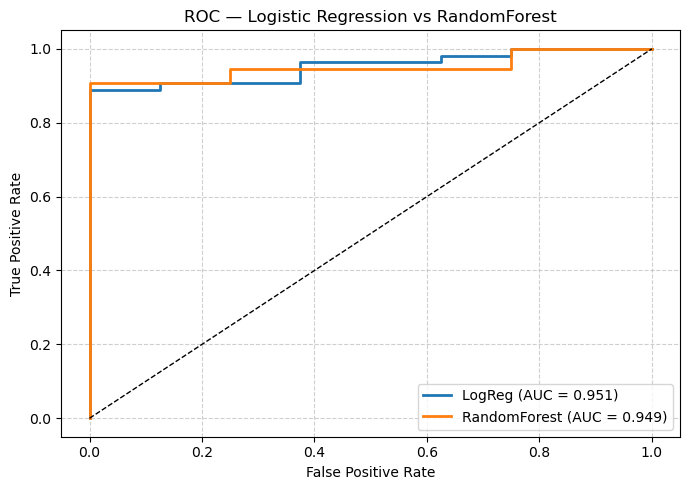 ROC — Logistic Regression vs RandomForest
1.0
0.8
0.6
0.4
0.2
0.0
True Positive Rate
LogReg (AUC = 0.951)
RandomForest (AUC = 0.949)
0.0 0.2 0.4 0.6 0.8 1.0
False Positive Rate